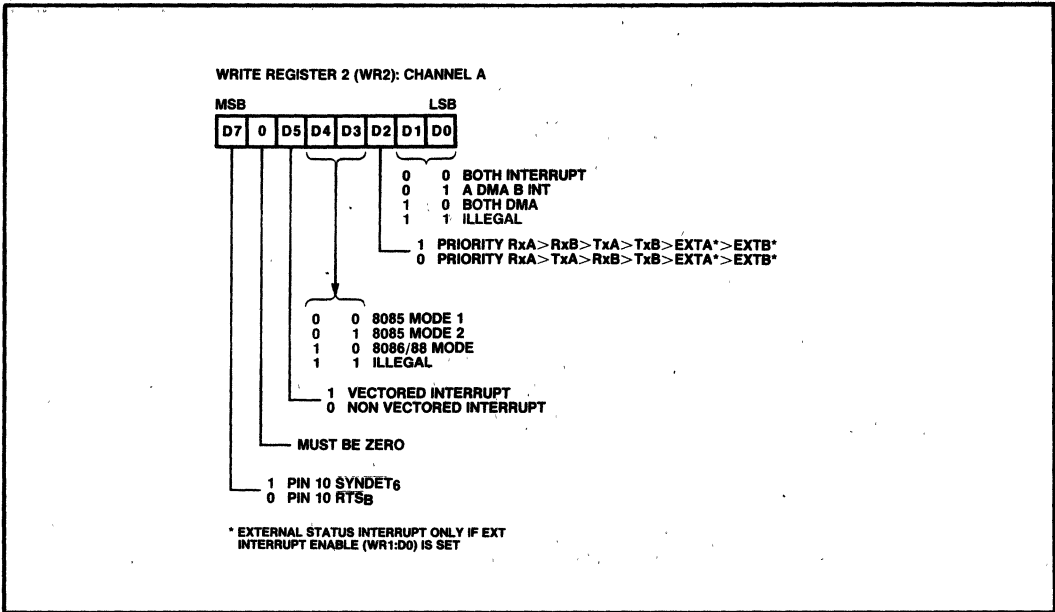 WRITE REGISTER 2 (WR2): CHANNEL A
MSB LSB
D7 0 D5 D4 D3 D2 D1 D0
0 0 BOTH INTERRUPT
0 1 A DMA B INT
1 0 BOTH DMA
1 1 ILLEGAL
1 PRIORITY RxA>RxB>TxA>TxB>EXTA*>EXTB*
0 PRIORITY RxA>TxA>RxB>TxB>EXTA*>EXTB*
0 0 8085 MODE 1
0 1 8085 MODE 2
1 0 8086/88 MODE
1 1 ILLEGAL
1 VECTORED INTERRUPT
0 NON VECTORED INTERRUPT
MUST BE ZERO
1 PIN 10 SYNDET6
0 PIN 10 RTSB
* EXTERNAL STATUS INTERRUPT ONLY IF EXT
INTERRUPT ENABLE (WR1:D0) IS SET